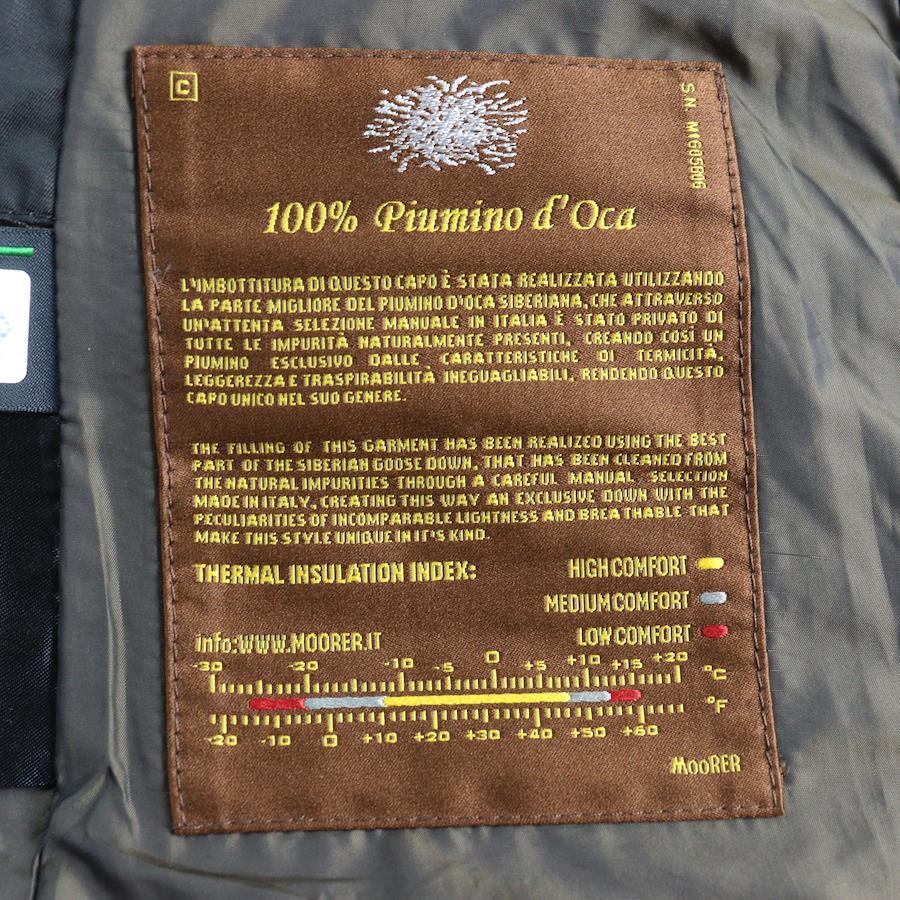 C
S.N. M1605806
100% Piumino d'Oca
L'IMBOTTITURA DI QUESTO CAPO È STATA REALIZZATA UTILIZZANDO
LA PARTE MIGLIORE DEL PIUMINO D'OCA SIBERIANA, CHE ATTRAVERSO
UN'ATTENTA SELEZIONE MANUALE IN ITALIA È STATO PRIVATO DI
TUTTE LE IMPURITÀ NATURALMENTE PRESENTI, CREANDO COSÌ UN
PIUMINO ESCLUSIVO DALLE CARATTERISTICHE DI TERMICITÀ,
LEGGEREZZA E TRASPIRABILITÀ INEGUAGLIABILI, RENDENDO QUESTO
CAPO UNICO NEL SUO GENERE.
THE FILLING OF THIS GARMENT HAS BEEN REALIZED USING THE BEST
PART OF THE SIBERIAN GOOSE DOWN, THAT HAS BEEN CLEANED FROM
THE NATURAL IMPURITIES THROUGH A CAREFUL MANUAL SELECTION
MADE IN ITALY, CREATING THIS WAY AN EXCLUSIVE DOWN WITH THE
PECULIARITIES OF INCOMPARABLE LIGHTNESS AND BREATHABLE THAT
MAKE THIS STYLE UNIQUE IN IT'S KIND.
THERMAL INSULATION INDEX:
HIGH COMFORT
MEDIUM COMFORT
LOW COMFORT
info:WWW.MOORER.IT
-30 -20 -10 -5 0 +5 +10 +15 +20 °C
°F
-20 -10 0 +10 +20 +30 +40 +50 +60
MooRER